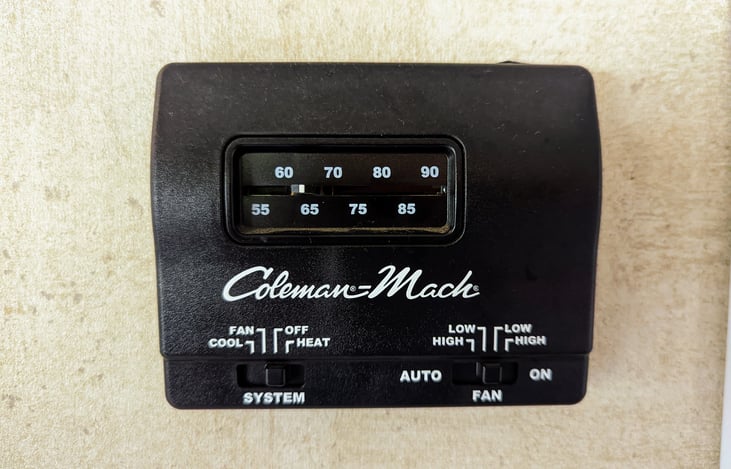 60 70 80 90
55 65 75 85
Coleman®-Mach®
FAN OFF
COOL HEAT
LOW LOW
HIGH HIGH
AUTO ON
SYSTEM
FAN